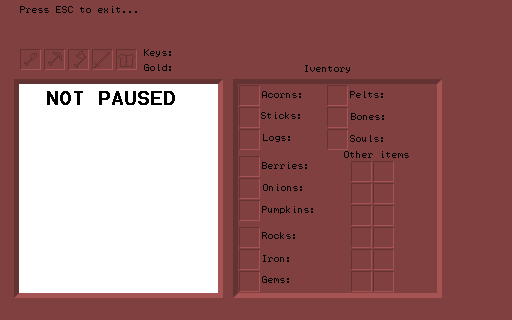 Press ESC to exit...
Keys:
Gold:
Iventory
NOT PAUSED
Acorns:
Pelts:
Sticks:
Bones:
Logs:
Souls:
Other items
Berries:
Onions:
Pumpkins:
Rocks:
Iron:
Gems: